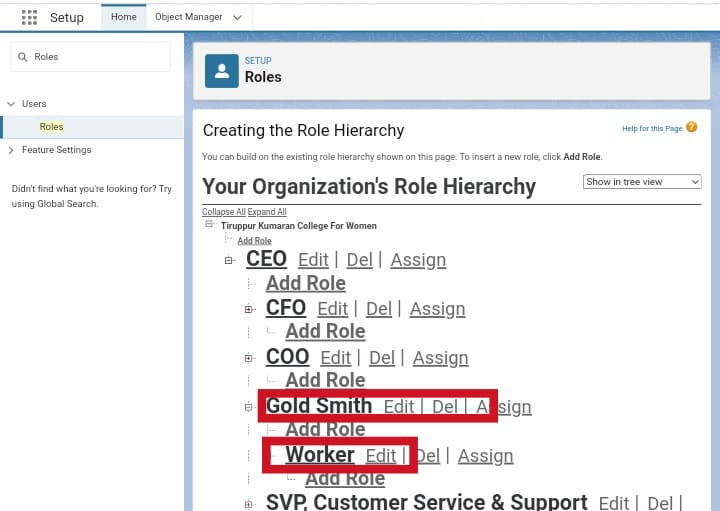 Setup Home Object Manager
Roles
Users
Roles
Feature Settings
Didn't find what you're looking for? Try
using Global Search.
SETUP
Roles
Creating the Role Hierarchy
Help for this Page ?
You can build on the existing role hierarchy shown on this page. To insert a new role, click Add Role.
Your Organization's Role Hierarchy
Show in tree view
Collapse All Expand All
Tiruppur Kumaran College For Women
Add Role
CEO Edit | Del | Assign
Add Role
CFO Edit | Del | Assign
Add Role
COO Edit | Del | Assign
Add Role
Gold Smith Edit | Del | Assign
Add Role
Worker Edit | Del | Assign
Add Role
SVP, Customer Service & Support Edit | Del |